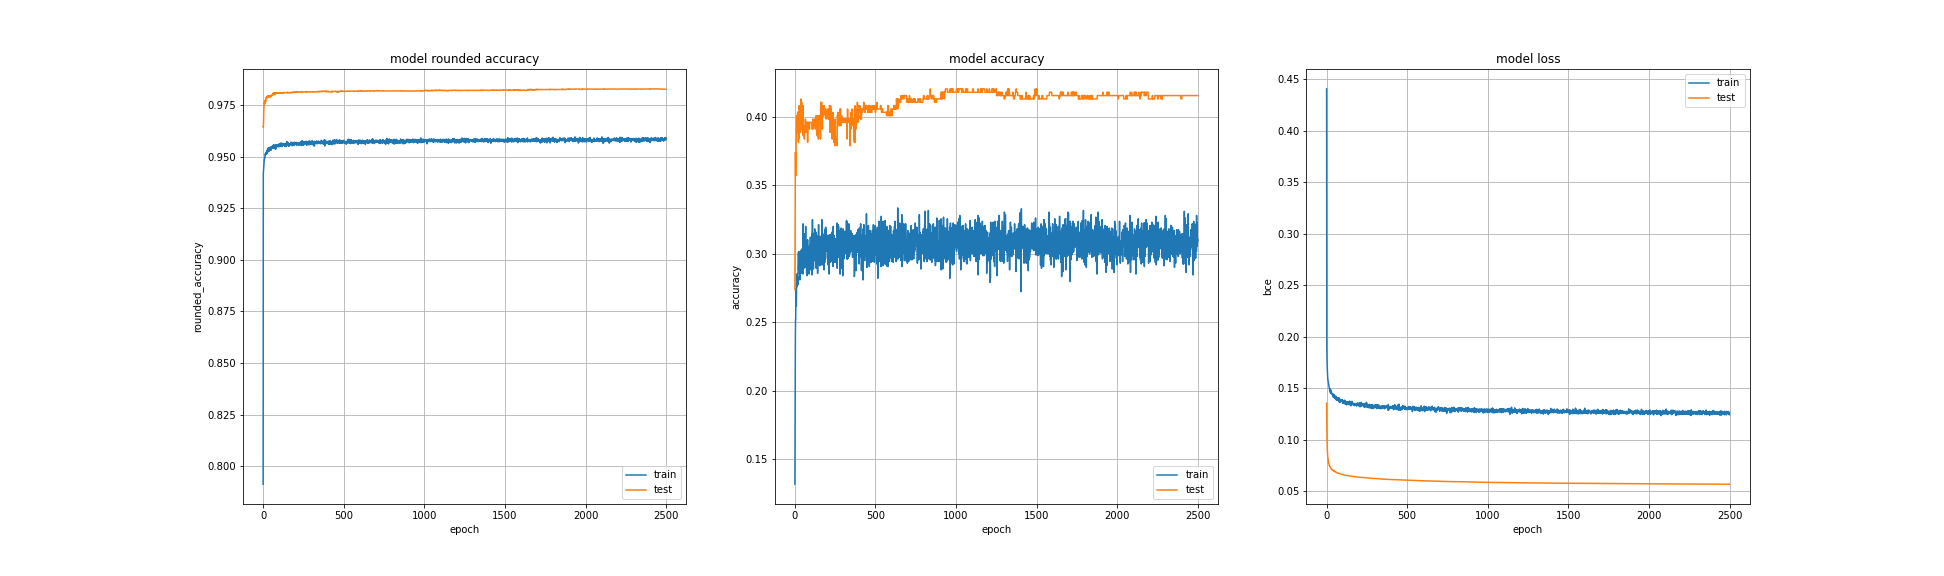 model rounded accuracy
0.975
0.950
0.925
0.900
0.875
0.850
0.825
0.800
rounded_accuracy
0 500 1000 1500 2000 2500
epoch
train
test
model accuracy
0.40
0.35
0.30
0.25
0.20
0.15
accuracy
0 500 1000 1500 2000 2500
epoch
train
test
model loss
0.45
0.40
0.35
0.30
0.25
0.20
0.15
0.10
0.05
bce
0 500 1000 1500 2000 2500
epoch
train
test